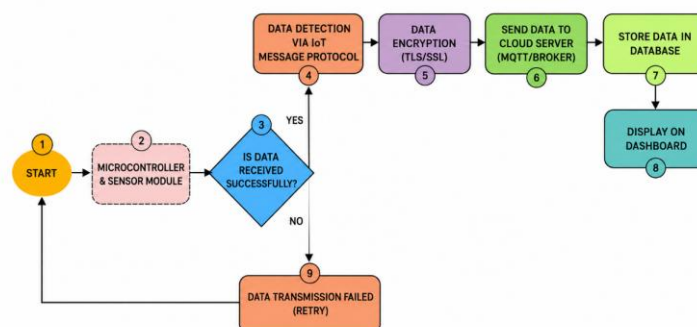 1
START
2
MICROCONTROLLER
& SENSOR MODULE
3
IS DATA
RECEIVED
SUCCESSFULLY?
YES
DATA DETECTION
VIA IoT
MESSAGE PROTOCOL
4
DATA
ENCRYPTION
(TLS/SSL)
5
SEND DATA TO
CLOUD SERVER
(MQTT/BROKER)
6
STORE DATA IN
DATABASE
7
DISPLAY ON
DASHBOARD
8
NO
9
DATA TRANSMISSION FAILED
(RETRY)